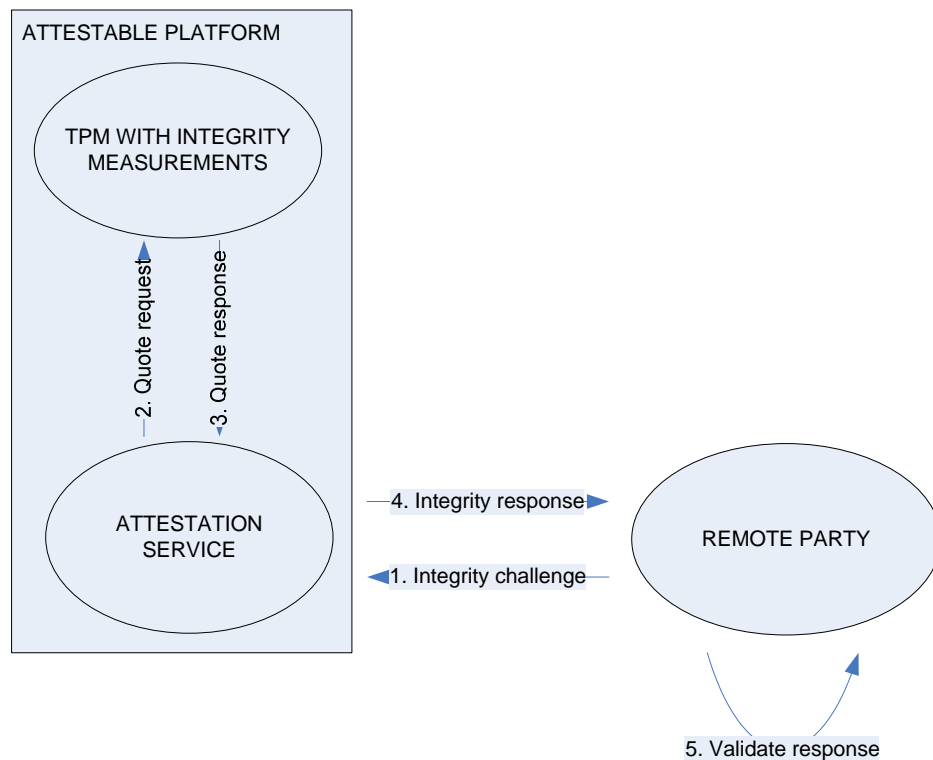 ATTESTABLE PLATFORM
TPM WITH INTEGRITY
MEASUREMENTS
2. Quote request
3. Quote response
ATTESTATION
SERVICE
4. Integrity response
1. Integrity challenge
REMOTE PARTY
5. Validate response